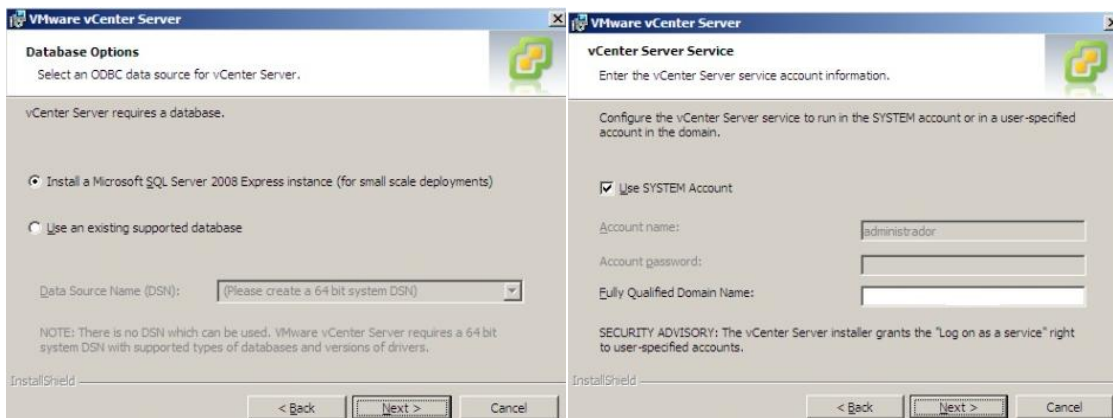 VMware vCenter Server
Database Options
Select an ODBC data source for vCenter Server.
vCenter Server requires a database.
Install a Microsoft SQL Server 2008 Express instance (for small scale deployments)
Use an existing supported database
Data Source Name (DSN):
(Please create a 64 bit system DSN)
NOTE: There is no DSN which can be used. VMware vCenter Server requires a 64 bit
system DSN with supported types of databases and versions of drivers.
InstallShield
< Back
Next >
Cancel
VMware vCenter Server
vCenter Server Service
Enter the vCenter Server service account information.
Configure the vCenter Server service to run in the SYSTEM account or in a user-specified
account in the domain.
Use SYSTEM Account
Account name:
administrador
Account password:
Fully Qualified Domain Name:
SECURITY ADVISORY: The vCenter Server installer grants the "Log on as a service" right
to user-specified accounts.
InstallShield
< Back
Next >
Cancel